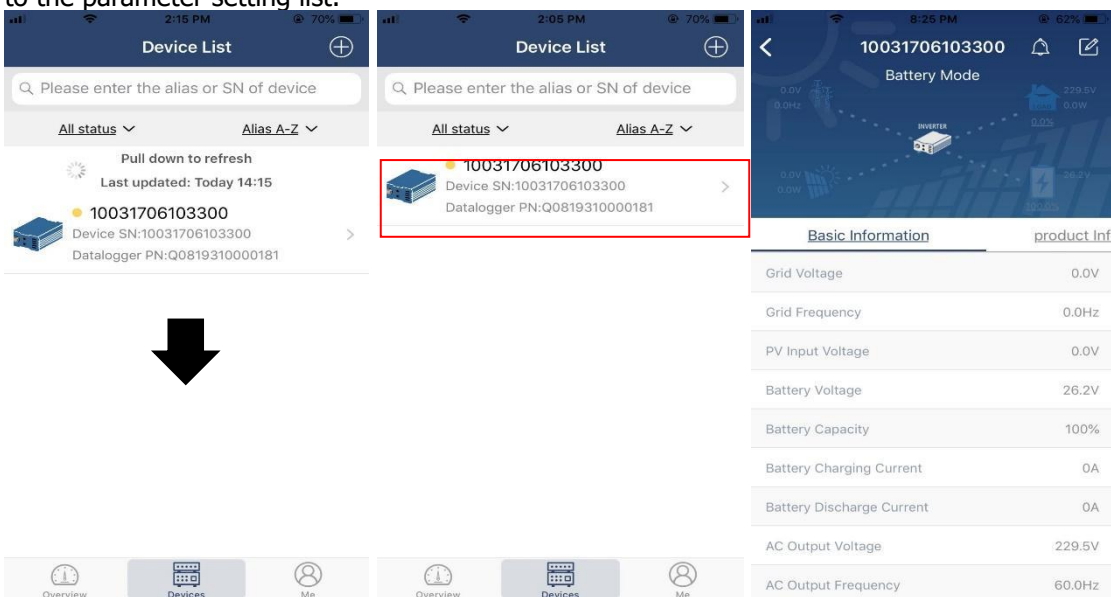 to the parameter setting list.
2:15 PM
70%
Device List
Please enter the alias or SN of device
All status
Alias A-Z
Pull down to refresh
Last updated: Today 14:15
10031706103300
Device SN:10031706103300
Datalogger PN:Q0819310000181
Overview
Devices
Me
2:05 PM
70%
Device List
Please enter the alias or SN of device
All status
Alias A-Z
10031706103300
Device SN:10031706103300
Datalogger PN:Q0819310000181
Overview
Devices
Me
8:25 PM
62%
10031706103300
Battery Mode
0.0V
0.0Hz
229.5V
0.0W
LOAD
0.0%
INVERTER
0.0V
0.0W
26.2V
100.0%
Basic Information
product Inf
Grid Voltage 0.0V
Grid Frequency 0.0Hz
PV Input Voltage 0.0V
Battery Voltage 26.2V
Battery Capacity 100%
Battery Charging Current 0A
Battery Discharge Current 0A
AC Output Voltage 229.5V
AC Output Frequency 60.0Hz